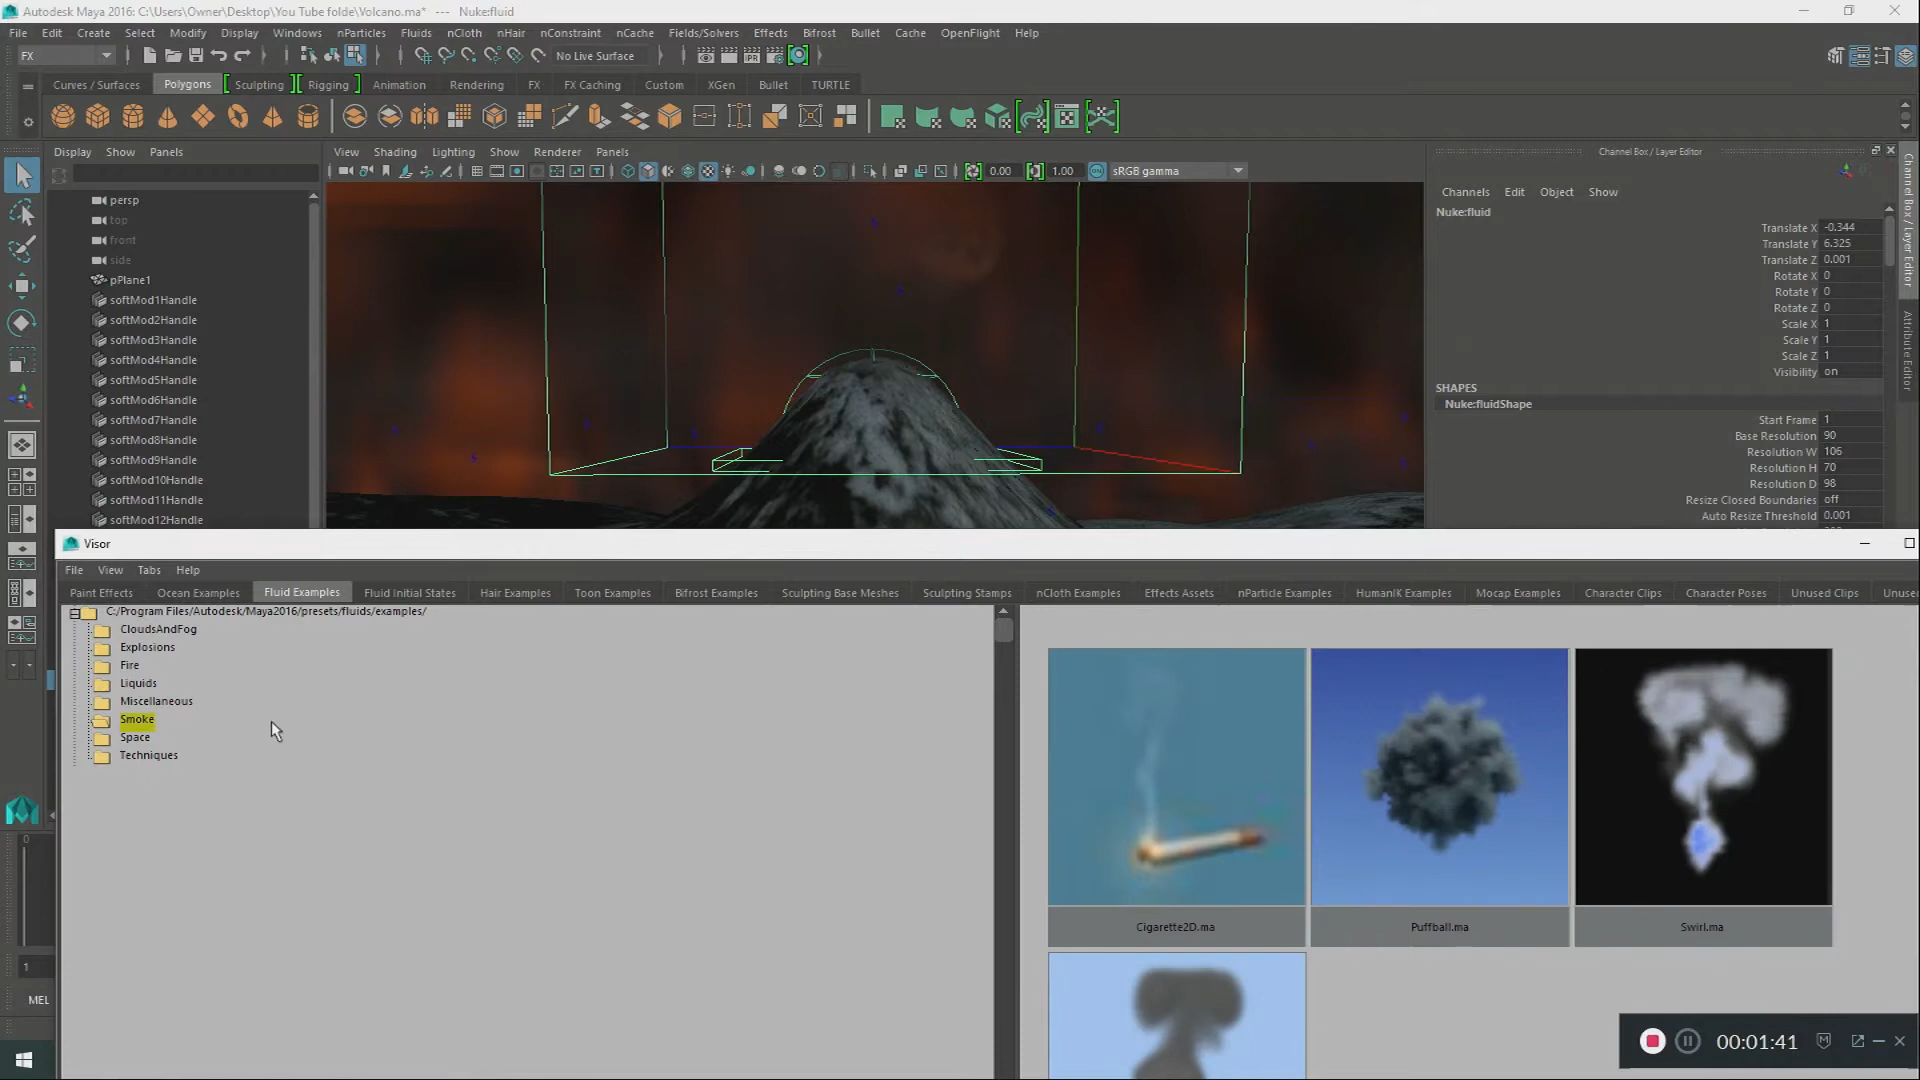 Autodesk Maya 2016: C:\Users\Owner\Desktop\You Tube folde\Volcano.ma* --- Nuke:fluid
File Edit Create Select Modify Display Windows nParticles Fluids nCloth nHair nConstraint nCache Fields/Solvers Effects Bifrost Bullet Cache OpenFlight Help
FX No Live Surface
Curves / Surfaces Polygons Sculpting Rigging Animation Rendering FX FX Caching Custom XGen Bullet TURTLE
Display Show Panels
View Shading Lighting Show Renderer Panels
0.00 1.00 sRGB gamma
Channel Box / Layer Editor
Channels Edit Object Show
Nuke:fluid
Translate X -0.344
Translate Y 6.325
Translate Z 0.001
Rotate X 0
Rotate Y 0
Rotate Z 0
Scale X 1
Scale Y 1
Scale Z 1
Visibility on
SHAPES
Nuke:fluidShape
Start Frame 1
Base Resolution 90
Resolution W 106
Resolution H 70
Resolution D 98
Resize Closed Boundaries off
Auto Resize Threshold 0.001
Channel Box / Layer Editor
Attribute Editor
persp
top
front
side
pPlane1
softMod1Handle
softMod2Handle
softMod3Handle
softMod4Handle
softMod5Handle
softMod6Handle
softMod7Handle
softMod8Handle
softMod9Handle
softMod10Handle
softMod11Handle
softMod12Handle
Visor
File View Tabs Help
Paint Effects Ocean Examples Fluid Examples Fluid Initial States Hair Examples Toon Examples Bifrost Examples Sculpting Base Meshes Sculpting Stamps nCloth Examples Effects Assets nParticle Examples HumanIK Examples Mocap Examples Character Clips Character Poses Unused Clips Unused
C:/Program Files/Autodesk/Maya2016/presets/fluids/examples/
CloudsAndFog
Explosions
Fire
Liquids
Miscellaneous
Smoke
Space
Techniques
Cigarette2D.ma
Puffball.ma
Swirl.ma
0
1
MEL
00:01:41